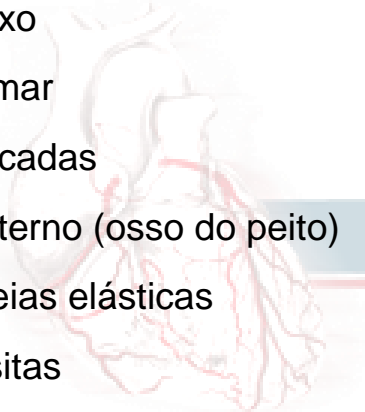 xo
mar
cadas
terno (osso do peito)
eias elásticas
sitas